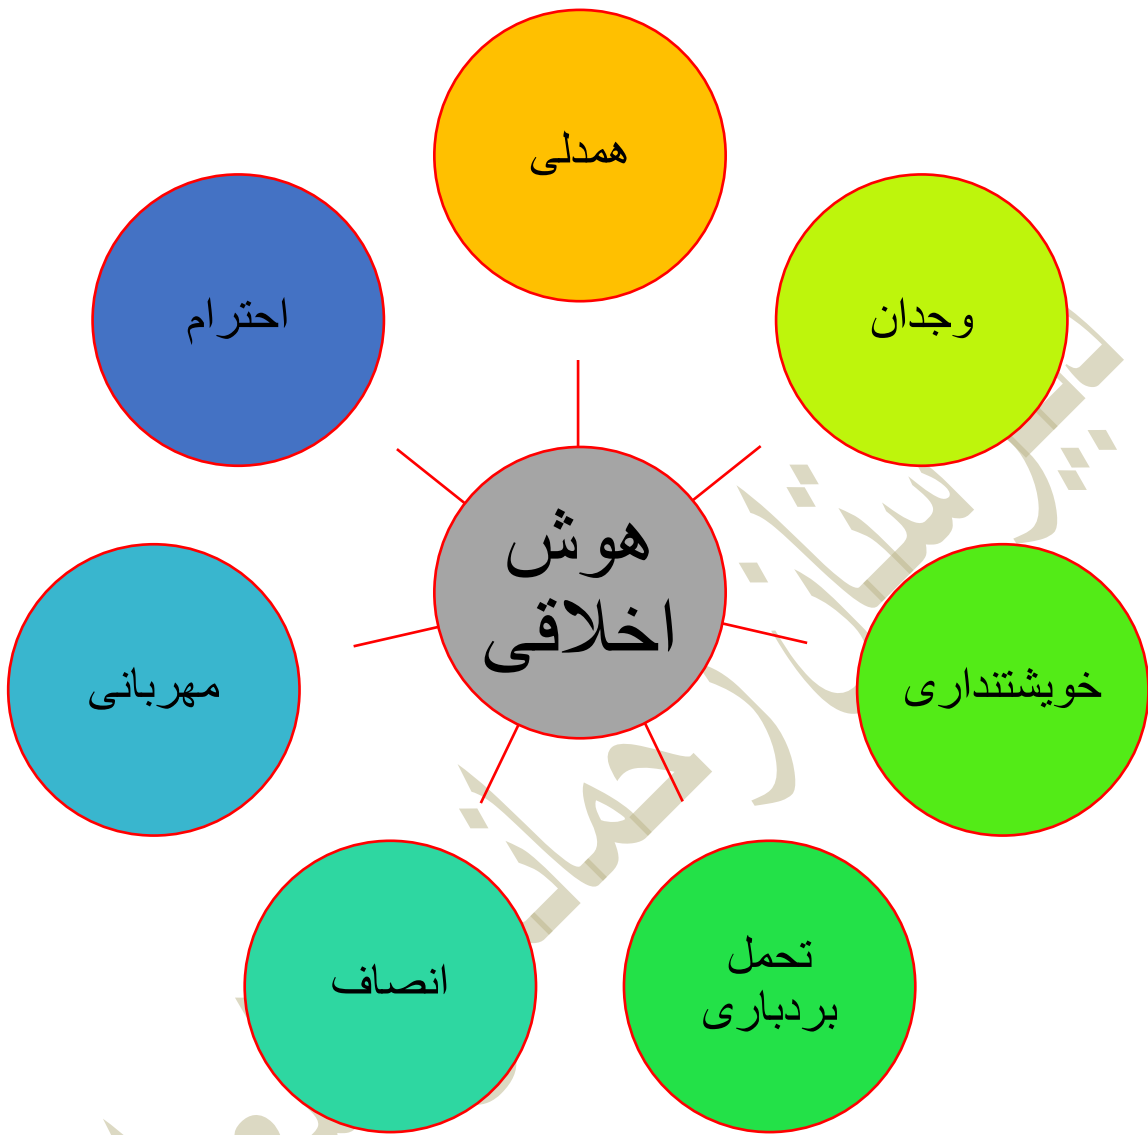 همدلی
وجدان
خویشتنداری
تحمل
بردباری
انصاف
مهربانی
احترام
هوش
اخلاقی